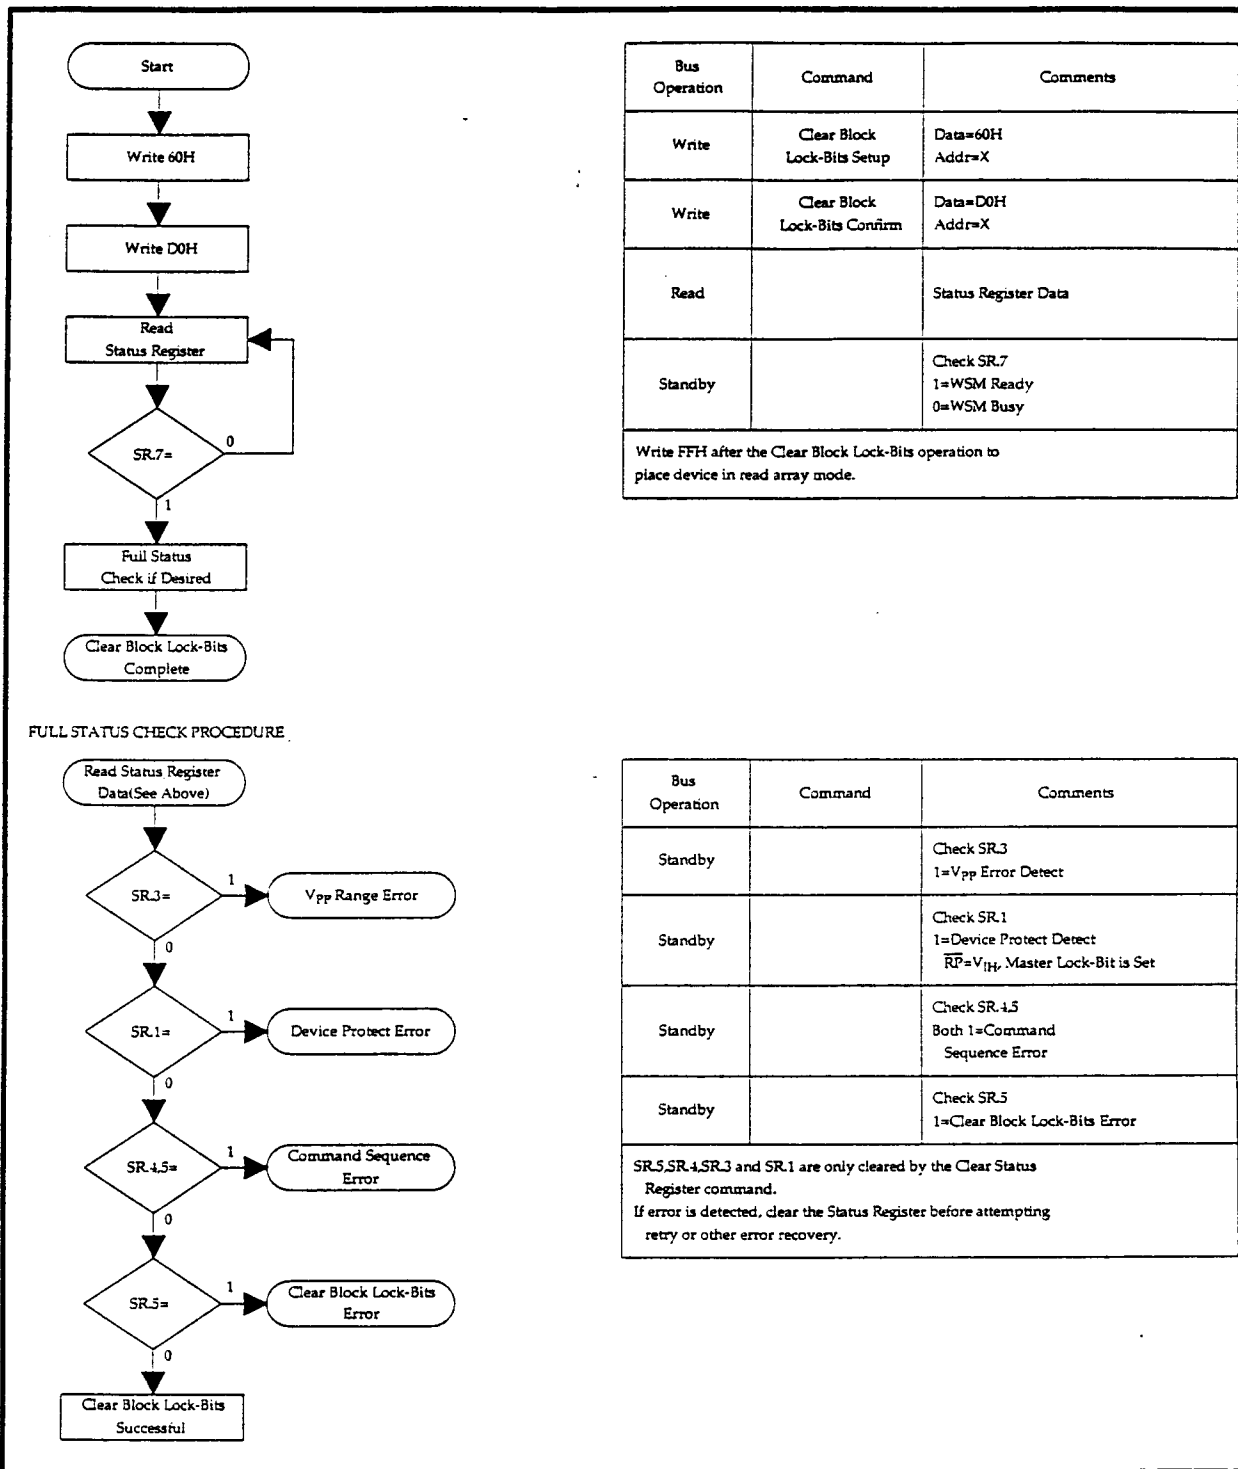 Start
Write 60H
Write D0H
Read
Status Register
SR.7=
0
1
Full Status
Check if Desired
Clear Block Lock-Bits
Complete
Bus
Operation
Command
Comments
Write
Clear Block
Lock-Bits Setup
Data=60H
Addr=X
Write
Clear Block
Lock-Bits Confirm
Data=D0H
Addr=X
Read
Status Register Data
Standby
Check SR.7
1=WSM Ready
0=WSM Busy
Write FFH after the Clear Block Lock-Bits operation to
place device in read array mode.
FULL STATUS CHECK PROCEDURE
Read Status Register
Data(See Above)
SR.3=
1
VPP Range Error
0
SR.1=
1
Device Protect Error
0
SR.4,5=
1
Command Sequence
Error
0
SR.5=
1
Clear Block Lock-Bits
Error
0
Clear Block Lock-Bits
Successful
Bus
Operation
Command
Comments
Standby
Check SR.3
1=VPP Error Detect
Standby
Check SR.1
1=Device Protect Detect
R̅P̅=VIH, Master Lock-Bit is Set
Standby
Check SR.4,5
Both 1=Command
Sequence Error
Standby
Check SR.5
1=Clear Block Lock-Bits Error
SR.5,SR.4,SR.3 and SR.1 are only cleared by the Clear Status
Register command.
If error is detected, clear the Status Register before attempting
retry or other error recovery.